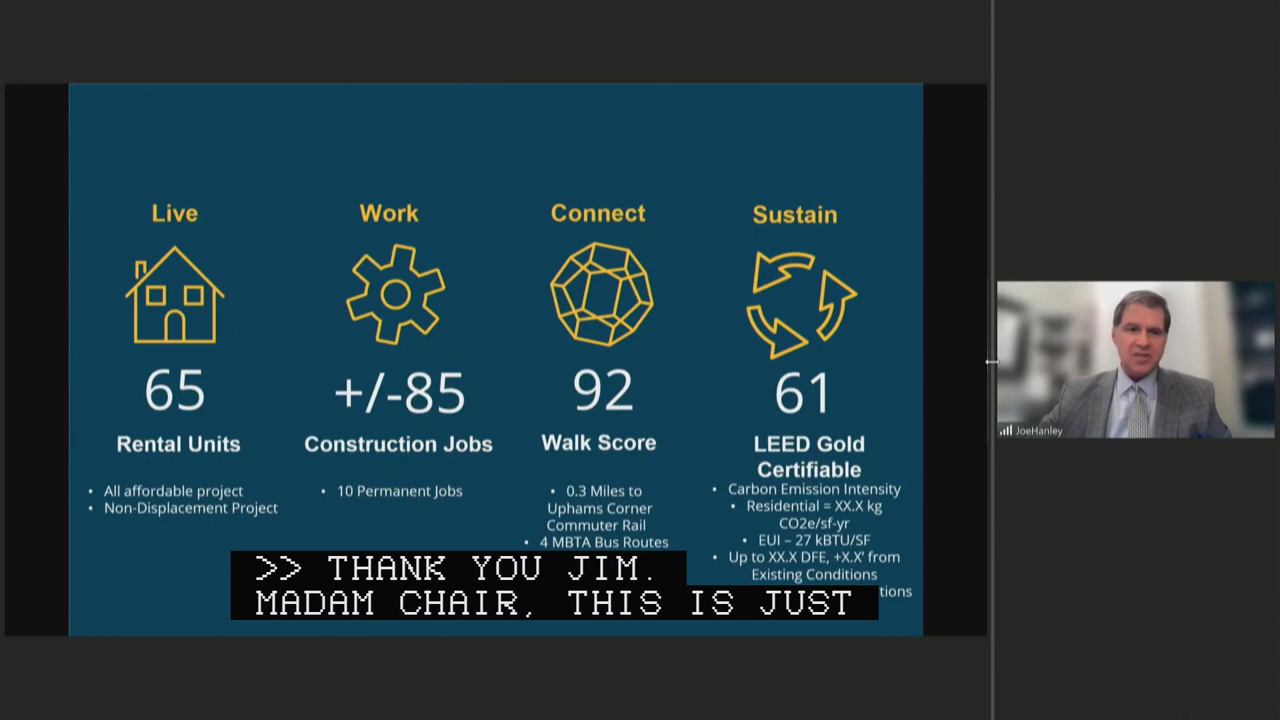 Live
65
Rental Units
• All affordable project
• Non-Displacement Project
Work
+/-85
Construction Jobs
• 10 Permanent Jobs
Connect
92
Walk Score
• 0.3 Miles to
Uphams Corner
Commuter Rail
• 4 MBTA Bus Routes
Sustain
61
LEED Gold
Certifiable
• Carbon Emission Intensity
• Residential = XX.X kg
CO2e/sf-yr
• EUI – 27 kBTU/SF
• Up to XX.X DFE, +X.X' from
Existing Conditions
>> THANK YOU JIM.
MADAM CHAIR, THIS IS JUST
JoeHanley